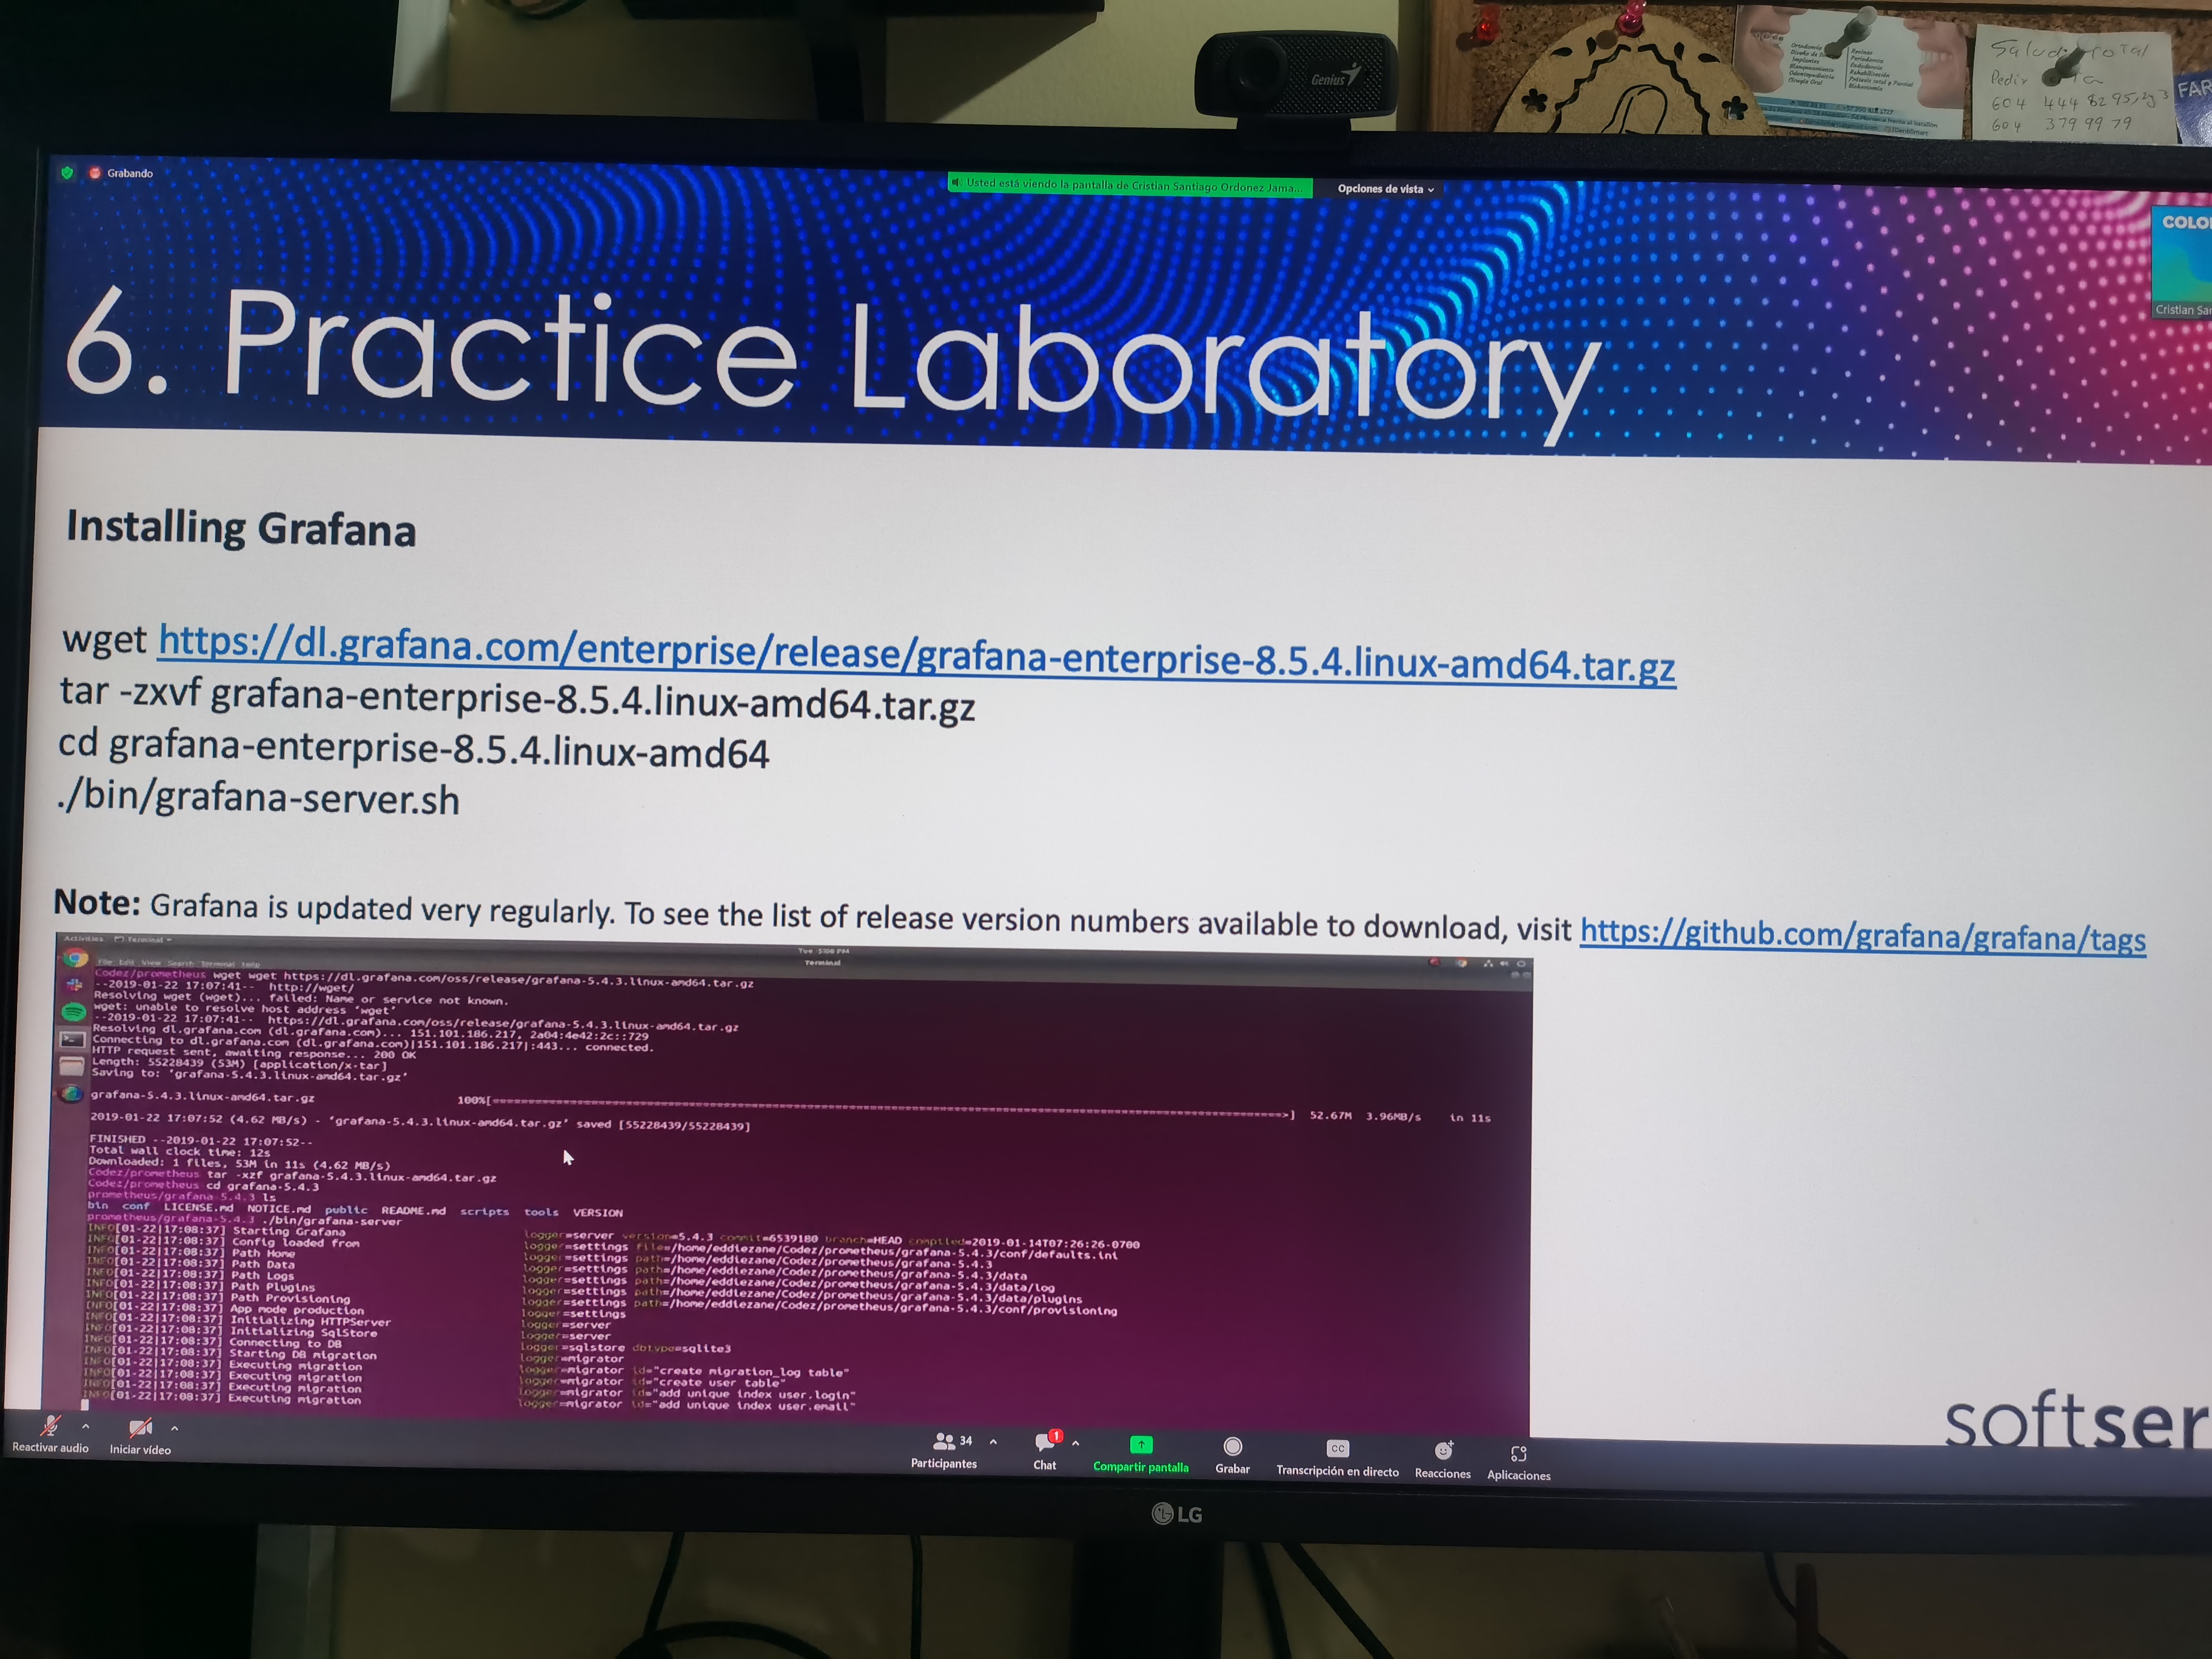 Genius
Saludtotal
Pedir cita
604 444 8295,2y3
604 379 99 79
FAR
Grabando
Usted está viendo la pantalla de Cristian Santiago Ordonez Jama...
Opciones de vista
COLO
Cristian Sa
6. Practice Laboratory
Installing Grafana
wget https://dl.grafana.com/enterprise/release/grafana-enterprise-8.5.4.linux-amd64.tar.gz
tar -zxvf grafana-enterprise-8.5.4.linux-amd64.tar.gz
cd grafana-enterprise-8.5.4.linux-amd64
./bin/grafana-server.sh
Note: Grafana is updated very regularly. To see the list of release version numbers available to download, visit https://github.com/grafana/grafana/tags
Activities Terminal
Tue 5:08 PM
File Edit View Search Terminal Help
Terminal
Codez/prometheus wget wget https://dl.grafana.com/oss/release/grafana-5.4.3.linux-amd64.tar.gz
--2019-01-22 17:07:41-- http://wget/
Resolving wget (wget)... failed: Name or service not known.
wget: unable to resolve host address ‘wget’
--2019-01-22 17:07:41-- https://dl.grafana.com/oss/release/grafana-5.4.3.linux-amd64.tar.gz
Resolving dl.grafana.com (dl.grafana.com)... 151.101.186.217, 2a04:4e42:2c::729
Connecting to dl.grafana.com (dl.grafana.com)|151.101.186.217|:443... connected.
HTTP request sent, awaiting response... 200 OK
Length: 55228439 (53M) [application/x-tar]
Saving to: ‘grafana-5.4.3.linux-amd64.tar.gz’
grafana-5.4.3.linux-amd64.tar.gz 100%[=====>] 52.67M 3.96MB/s in 11s
2019-01-22 17:07:52 (4.62 MB/s) - ‘grafana-5.4.3.linux-amd64.tar.gz’ saved [55228439/55228439]
FINISHED --2019-01-22 17:07:52--
Total wall clock time: 12s
Downloaded: 1 files, 53M in 11s (4.62 MB/s)
Codez/prometheus tar -xzf grafana-5.4.3.linux-amd64.tar.gz
Codez/prometheus cd grafana-5.4.3
prometheus/grafana-5.4.3 ls
bin conf LICENSE.md NOTICE.md public README.md scripts tools VERSION
prometheus/grafana-5.4.3 ./bin/grafana-server
INFO[01-22|17:08:37] Starting Grafana logger=server version=5.4.3 commit=6539180 branch=HEAD compiled=2019-01-14T07:26:26-0700
INFO[01-22|17:08:37] Config loaded from logger=settings file=/home/eddiezane/Codez/prometheus/grafana-5.4.3/conf/defaults.ini
INFO[01-22|17:08:37] Path Home logger=settings path=/home/eddiezane/Codez/prometheus/grafana-5.4.3
INFO[01-22|17:08:37] Path Data logger=settings path=/home/eddiezane/Codez/prometheus/grafana-5.4.3/data
INFO[01-22|17:08:37] Path Logs logger=settings path=/home/eddiezane/Codez/prometheus/grafana-5.4.3/data/log
INFO[01-22|17:08:37] Path Plugins logger=settings path=/home/eddiezane/Codez/prometheus/grafana-5.4.3/data/plugins
INFO[01-22|17:08:37] Path Provisioning logger=settings path=/home/eddiezane/Codez/prometheus/grafana-5.4.3/conf/provisioning
INFO[01-22|17:08:37] App mode production logger=settings
INFO[01-22|17:08:37] Initializing HTTPServer logger=server
INFO[01-22|17:08:37] Initializing SqlStore logger=server
INFO[01-22|17:08:37] Connecting to DB logger=sqlstore dbtype=sqlite3
INFO[01-22|17:08:37] Starting DB migration logger=migrator
INFO[01-22|17:08:37] Executing migration logger=migrator id="create migration_log table"
INFO[01-22|17:08:37] Executing migration logger=migrator id="create user table"
INFO[01-22|17:08:37] Executing migration logger=migrator id="add unique index user.login"
INFO[01-22|17:08:37] Executing migration logger=migrator id="add unique index user.email"
softser
Reactivar audio
Iniciar vídeo
34
Participantes
1
Chat
Compartir pantalla
Grabar
CC
Transcripción en directo
Reacciones
Aplicaciones
LG